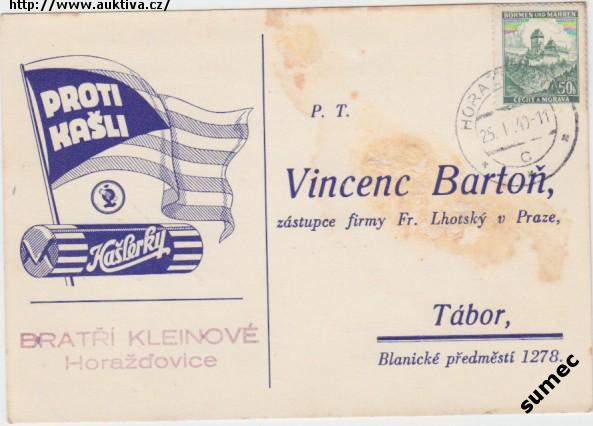 http://www.auktiva.cz/
PROTI
KAŠLI
Kašlerky
BRATŘÍ KLEINOVÉ
Horažďovice
BÖHMEN UND MÄHREN
50h
ČECHY A MORAVA
25. I. 40-11
C
P. T.
Vincenc Bartoň,
zástupce firmy Fr. Lhotský v Praze,
Tábor,
Blanické předměstí 1278.
sumec